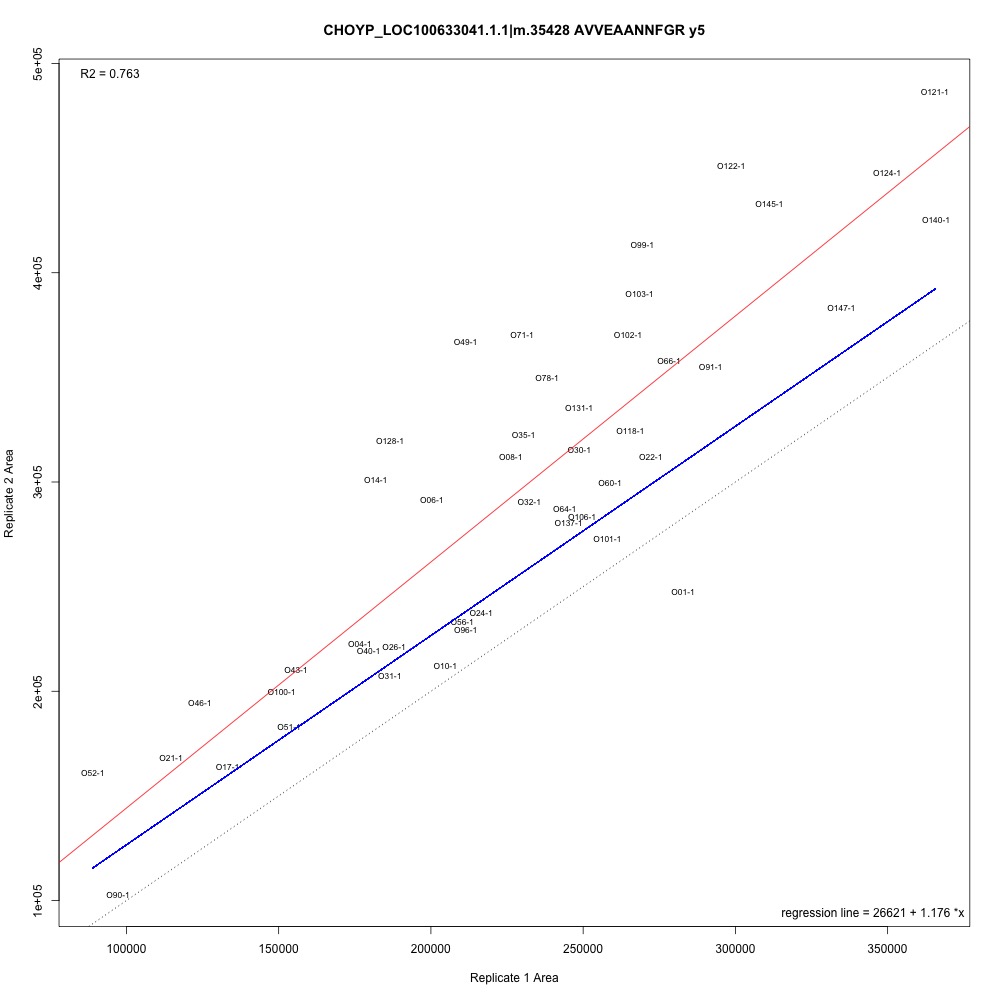 CHOYP_LOC100633041.1.1|m.35428 AVVEAANNFGR y5
R2 = 0.763
5e+05
4e+05
3e+05
2e+05
1e+05
Replicate 2 Area
O121-1
O122-1
O124-1
O145-1
O140-1
O99-1
O103-1
O147-1
O71-1
O102-1
O49-1
O66-1
O91-1
O78-1
O131-1
O118-1
O35-1
O128-1
O30-1
O08-1
O22-1
O14-1
O60-1
O06-1
O32-1
O64-1
O106-1
O137-1
O101-1
O01-1
O24-1
O56-1
O96-1
O04-1
O26-1
O40-1
O10-1
O43-1
O31-1
O100-1
O46-1
O51-1
O21-1
O17-1
O52-1
O90-1
regression line = 26621 + 1.176 *x
100000
150000
200000
250000
300000
350000
Replicate 1 Area